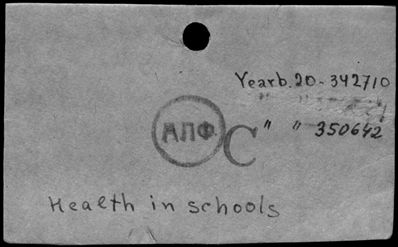 Yearb. 20 - 342710
" " 350642
АПФ
С
Health in schools